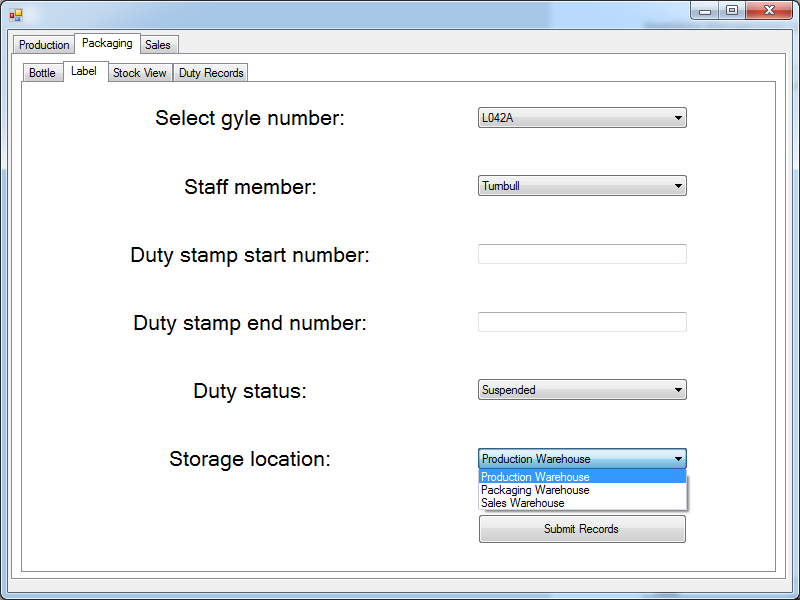 Production Packaging Sales
Bottle Label Stock View Duty Records
Select gyle number: L042A
Staff member: Turnbull
Duty stamp start number:
Duty stamp end number:
Duty status: Suspended
Storage location: Production Warehouse
Production Warehouse
Packaging Warehouse
Sales Warehouse
Submit Records